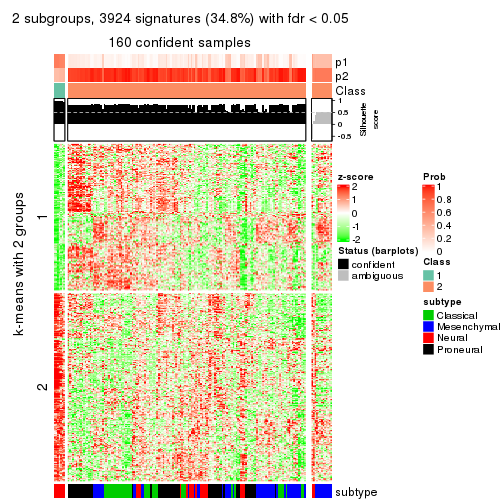 2 subgroups, 3924 signatures (34.8%) with fdr < 0.05
160 confident samples
p1
p2
Class
1
0.5
0
-0.5
Silhouette
score
k-means with 2 groups
1
2
z-score
2
1
0
-1
-2
Status (barplots)
confident
ambiguous
Prob
1
0.8
0.6
0.4
0.2
0
Class
1
2
subtype
Classical
Mesenchymal
Neural
Proneural
subtype